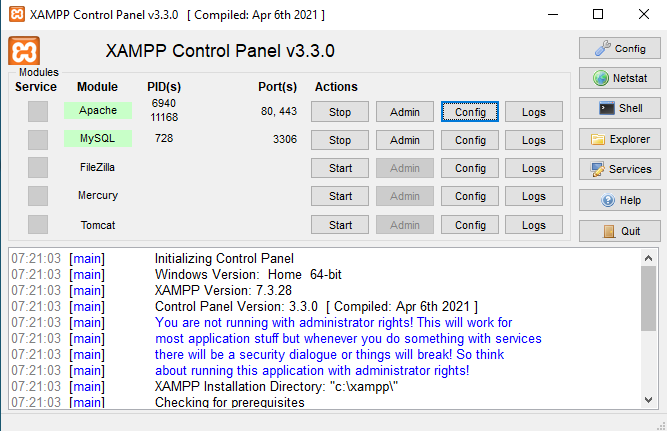 XAMPP Control Panel v3.3.0 [ Compiled: Apr 6th 2021 ]
XAMPP Control Panel v3.3.0
Modules
Service Module PID(s) Port(s) Actions
Apache 6940 11168 80, 443 Stop Admin Config Logs
MySQL 728 3306 Stop Admin Config Logs
FileZilla Start Admin Config Logs
Mercury Start Admin Config Logs
Tomcat Start Admin Config Logs
Config
Netstat
Shell
Explorer
Services
Help
Quit
07:21:03 [main] Initializing Control Panel
07:21:03 [main] Windows Version: Home 64-bit
07:21:03 [main] XAMPP Version: 7.3.28
07:21:03 [main] Control Panel Version: 3.3.0 [ Compiled: Apr 6th 2021 ]
07:21:03 [main] You are not running with administrator rights! This will work for
07:21:03 [main] most application stuff but whenever you do something with services
07:21:03 [main] there will be a security dialogue or things will break! So think
07:21:03 [main] about running this application with administrator rights!
07:21:03 [main] XAMPP Installation Directory: "c:\xampp\"
07:21:03 [main] Checking for prerequisites